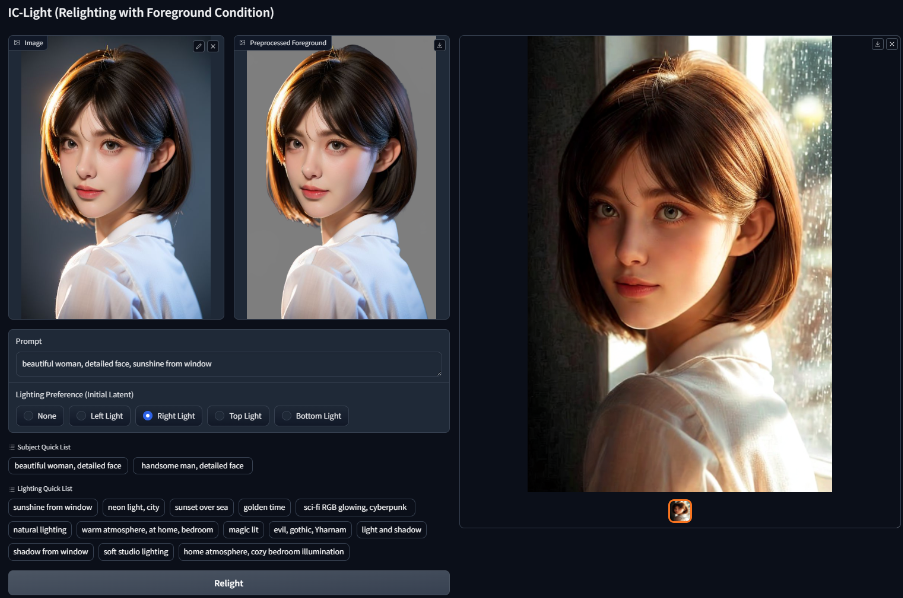 IC-Light (Relighting with Foreground Condition)
Image
Preprocessed Foreground
Prompt
beautiful woman, detailed face, sunshine from window
Lighting Preference (Initial Latent)
None Left Light Right Light Top Light Bottom Light
Subject Quick List
beautiful woman, detailed face handsome man, detailed face
Lighting Quick List
sunshine from window neon light, city sunset over sea golden time sci-fi RGB glowing, cyberpunk
natural lighting warm atmosphere, at home, bedroom magic lit evil, gothic, Yharnam light and shadow
shadow from window soft studio lighting home atmosphere, cozy bedroom illumination
Relight